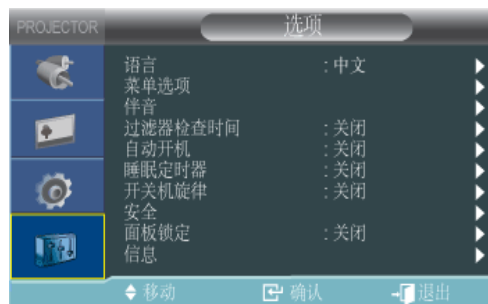 PROJECTOR 选项
语言 : 中文
菜单选项
伴音
过滤器检查时间 : 关闭
自动开机 : 关闭
睡眠定时器 : 关闭
开关机旋律 : 关闭
安全
面板锁定 : 关闭
信息
移动 确认 退出